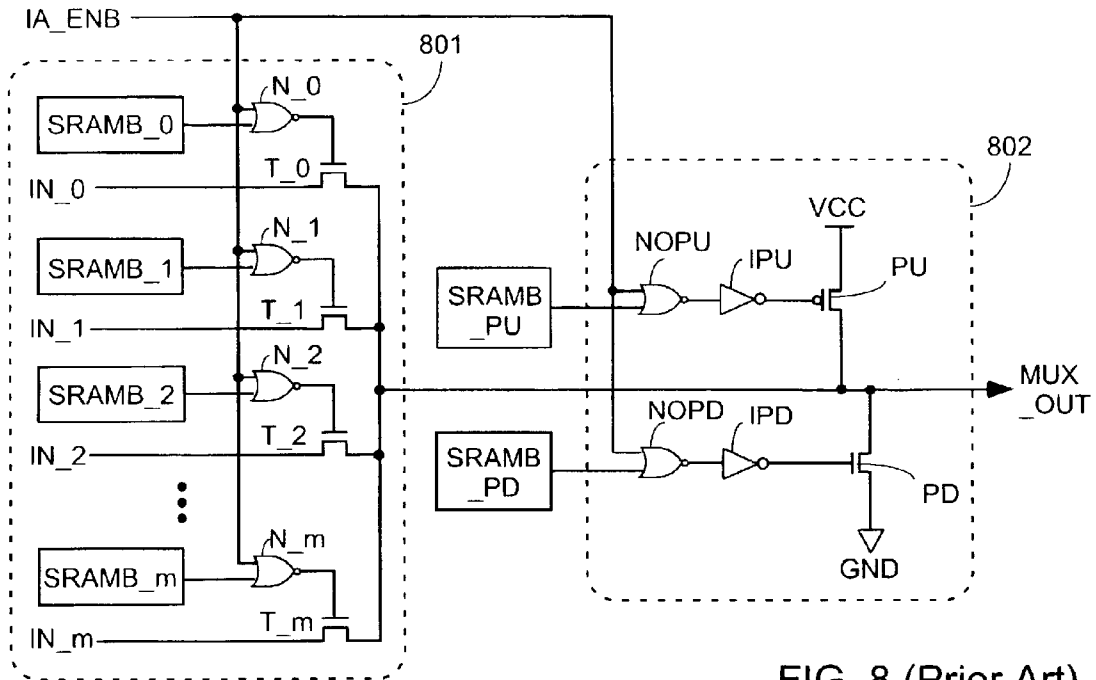 IA_ENB
801
N_0
SRAMB_0
T_0
IN_0
N_1
SRAMB_1
T_1
IN_1
N_2
SRAMB_2
T_2
IN_2
N_m
SRAMB_m
T_m
IN_m
802
VCC
NOPU
IPU
PU
SRAMB
_PU
MUX
_OUT
NOPD
IPD
SRAMB
_PD
PD
GND
FIG. 8 (Prior Art)